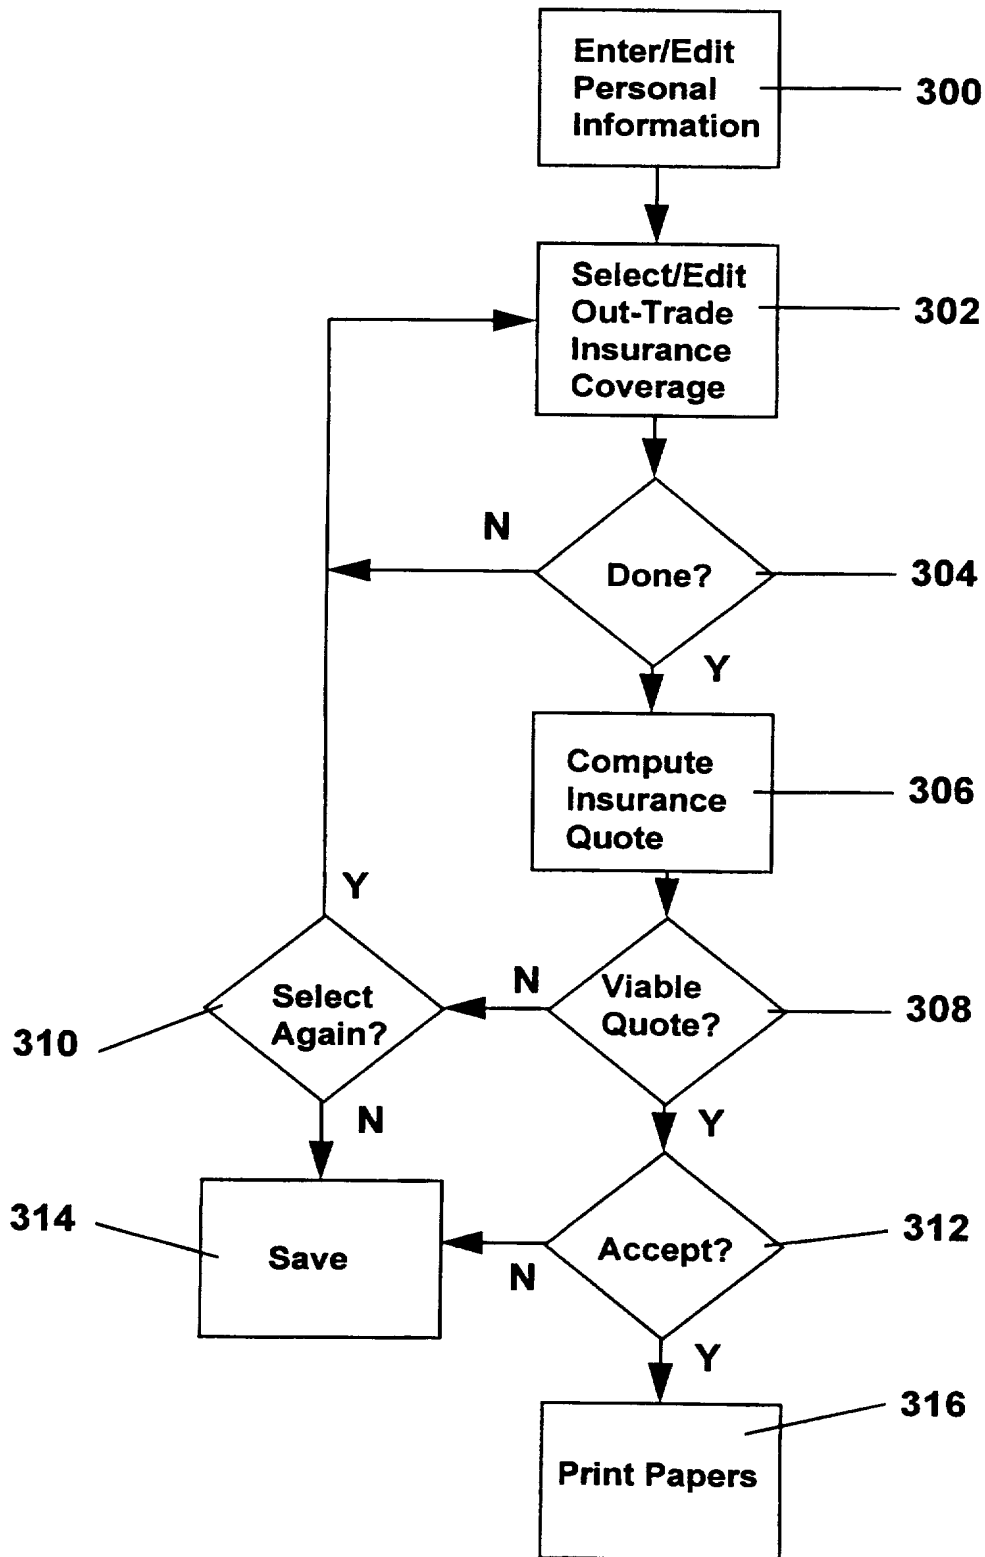 Enter/Edit
Personal
Information
300
Select/Edit
Out-Trade
Insurance
Coverage
302
N
Done?
304
Y
Compute
Insurance
Quote
306
Y
Select
Again?
310
N
Viable
Quote?
308
N
Y
314
Save
N
Accept?
312
Y
316
Print Papers